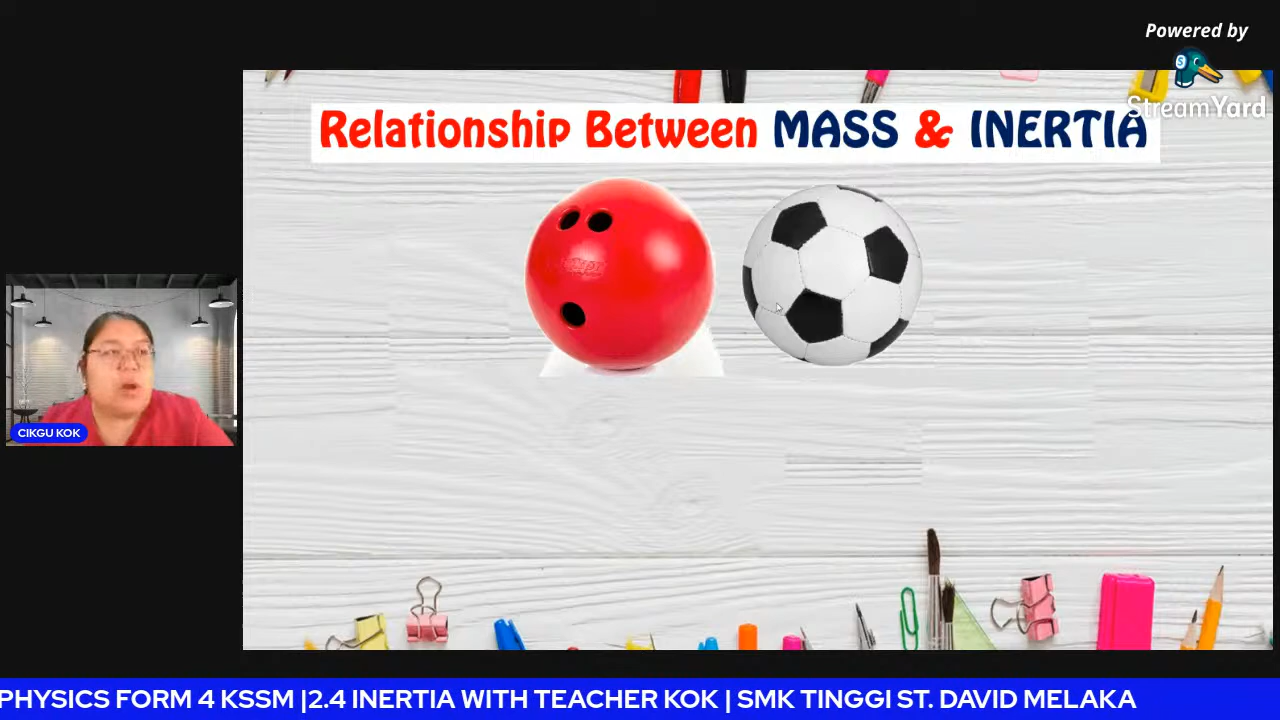 Powered by
StreamYard
Relationship Between MASS & INERTIA
CIKGU KOK
PHYSICS FORM 4 KSSM |2.4 INERTIA WITH TEACHER KOK | SMK TINGGI ST. DAVID MELAKA